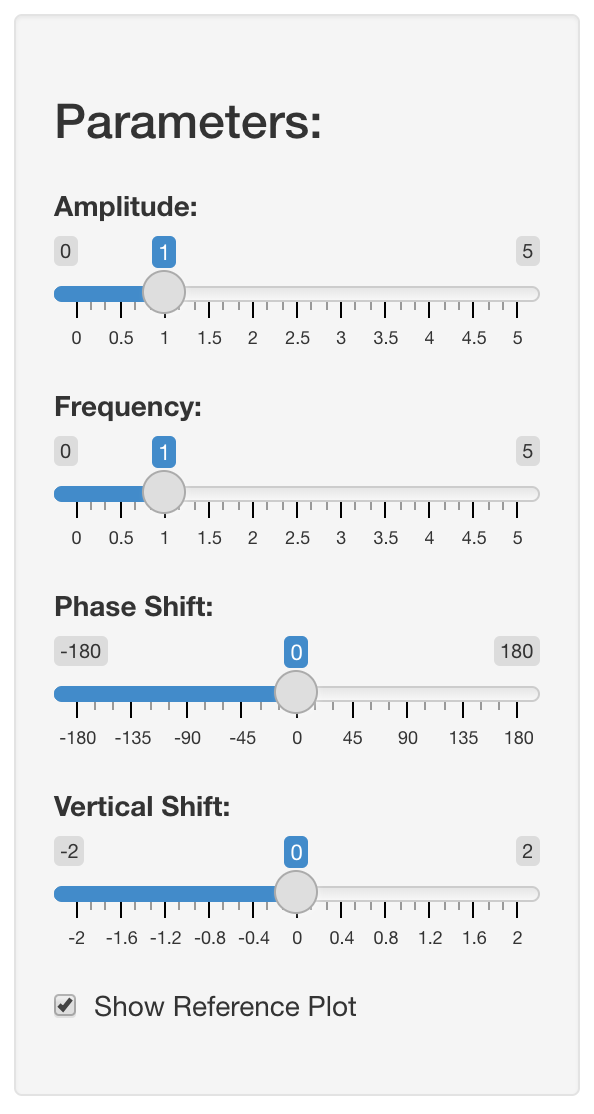 Parameters:
Amplitude:
0 1 5
0 0.5 1 1.5 2 2.5 3 3.5 4 4.5 5
Frequency:
0 1 5
0 0.5 1 1.5 2 2.5 3 3.5 4 4.5 5
Phase Shift:
-180 0 180
-180 -135 -90 -45 0 45 90 135 180
Vertical Shift:
-2 0 2
-2 -1.6 -1.2 -0.8 -0.4 0 0.4 0.8 1.2 1.6 2
Show Reference Plot